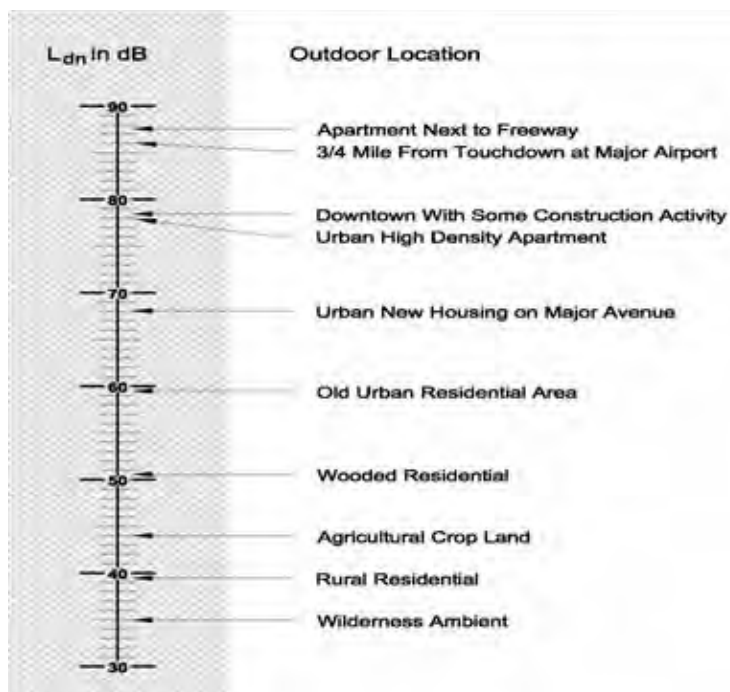 Ldn in dB
Outdoor Location
90
Apartment Next to Freeway
3/4 Mile From Touchdown at Major Airport
80
Downtown With Some Construction Activity
Urban High Density Apartment
70
Urban New Housing on Major Avenue
60
Old Urban Residential Area
50
Wooded Residential
Agricultural Crop Land
40
Rural Residential
Wilderness Ambient
30